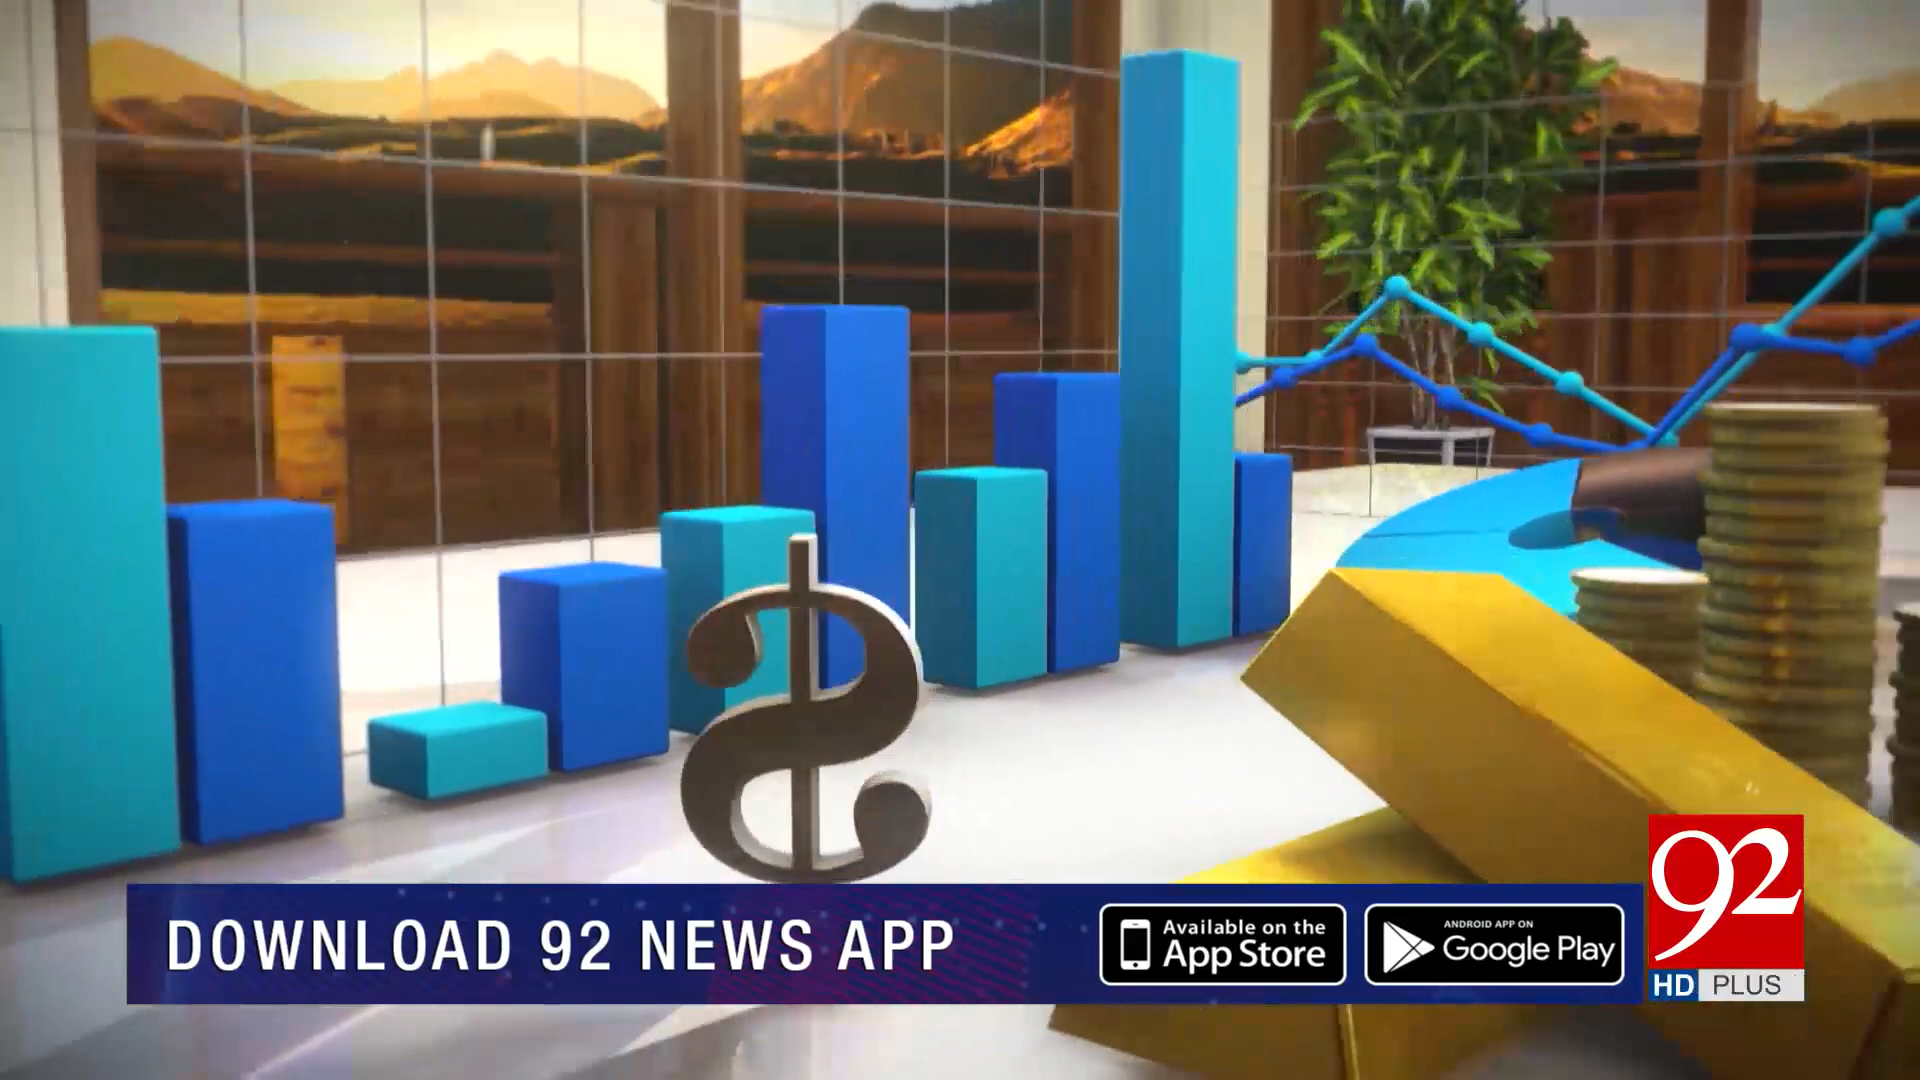 DOWNLOAD 92 NEWS APP
Available on the
App Store
ANDROID APP ON
Google Play
92
HD PLUS